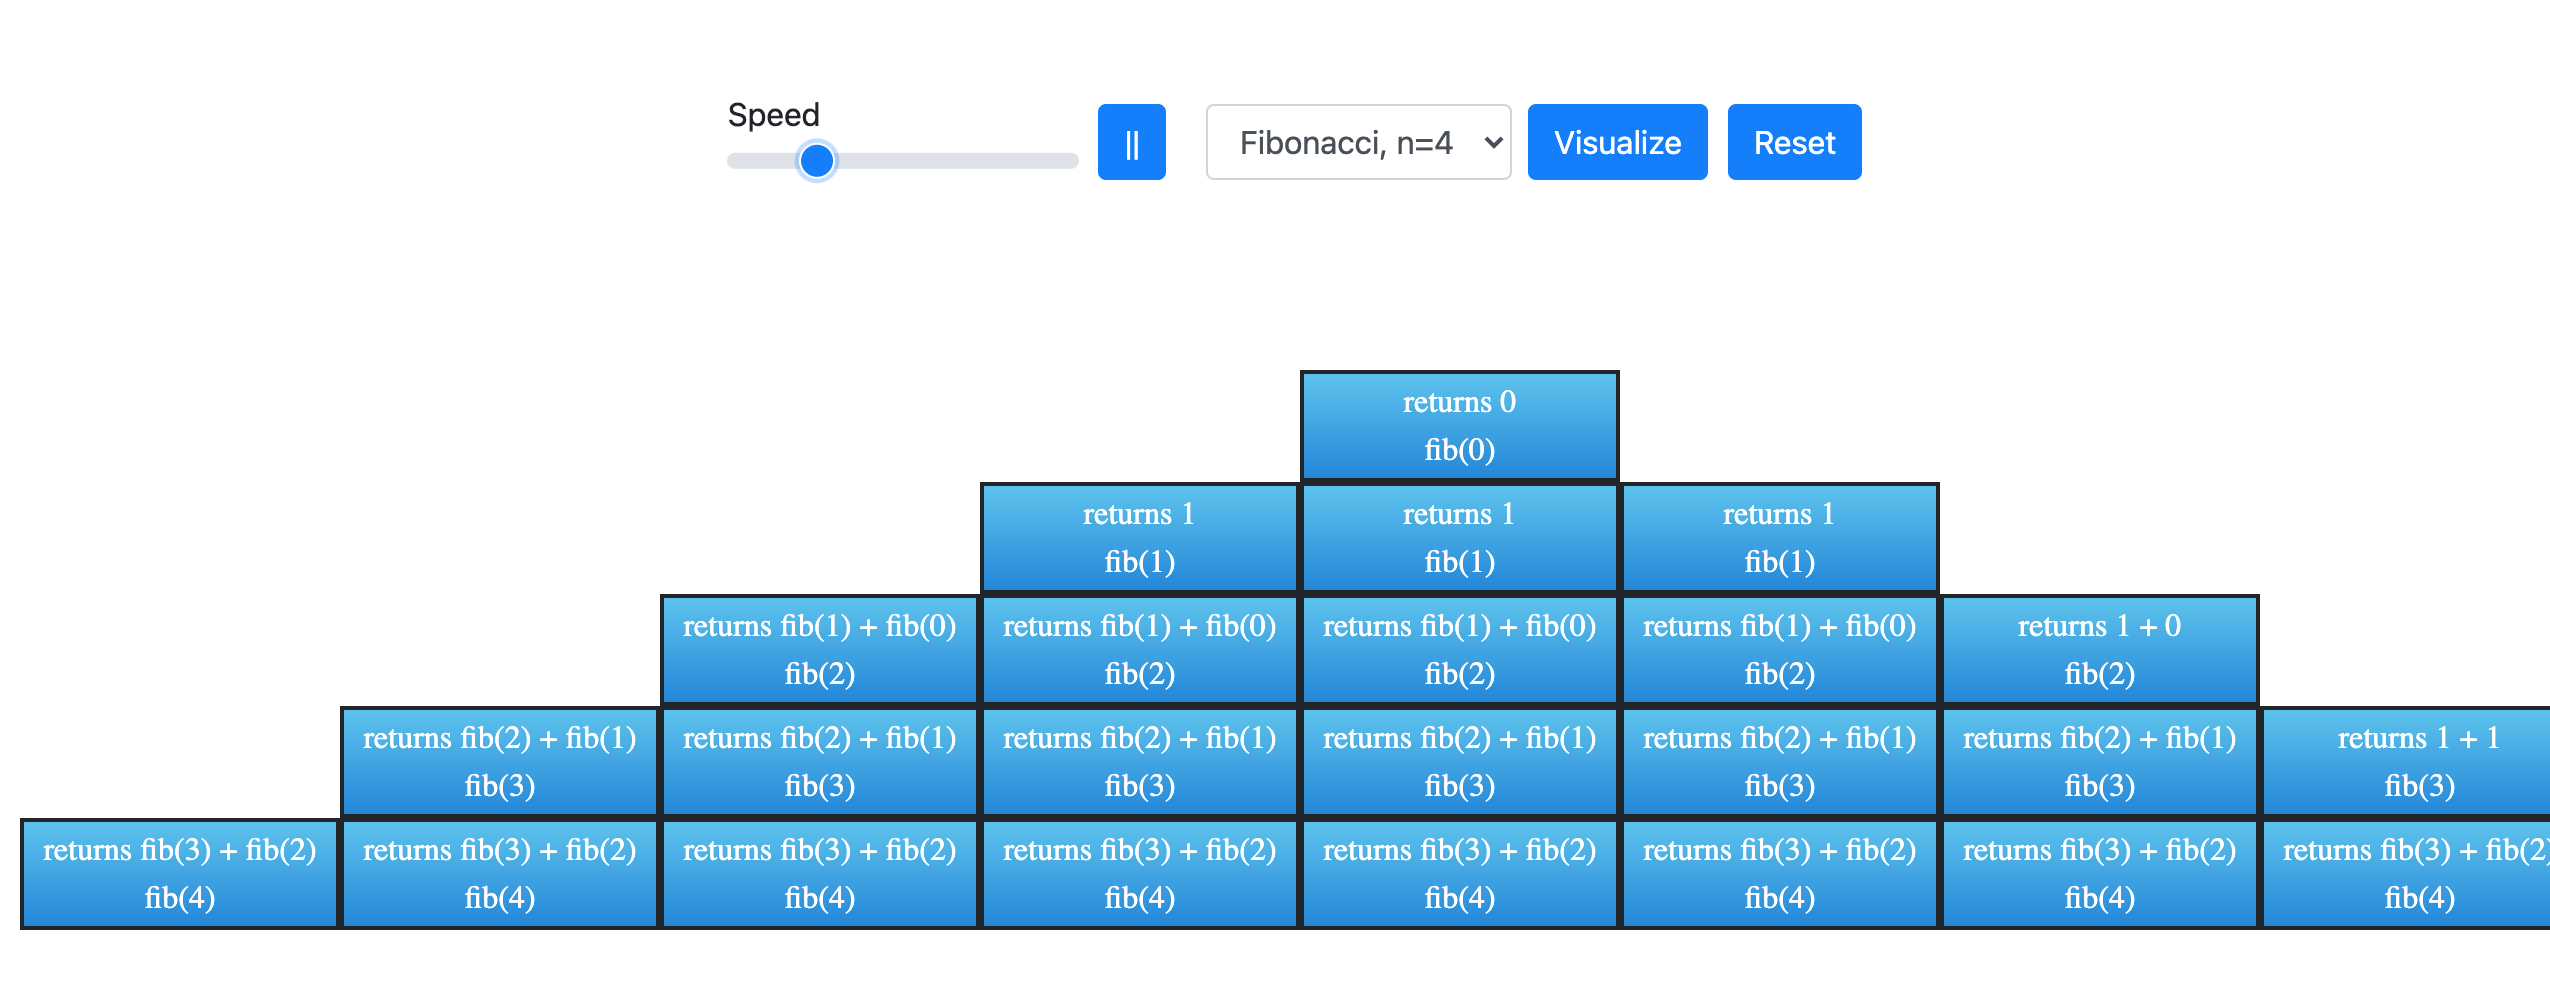 Speed
||
Fibonacci, n=4
Visualize
Reset
returns 0
fib(0)
returns 1
fib(1)
returns 1
fib(1)
returns 1
fib(1)
returns fib(1) + fib(0)
fib(2)
returns fib(1) + fib(0)
fib(2)
returns fib(1) + fib(0)
fib(2)
returns fib(1) + fib(0)
fib(2)
returns 1 + 0
fib(2)
returns fib(2) + fib(1)
fib(3)
returns fib(2) + fib(1)
fib(3)
returns fib(2) + fib(1)
fib(3)
returns fib(2) + fib(1)
fib(3)
returns fib(2) + fib(1)
fib(3)
returns fib(2) + fib(1)
fib(3)
returns 1 + 1
fib(3)
returns fib(3) + fib(2)
fib(4)
returns fib(3) + fib(2)
fib(4)
returns fib(3) + fib(2)
fib(4)
returns fib(3) + fib(2)
fib(4)
returns fib(3) + fib(2)
fib(4)
returns fib(3) + fib(2)
fib(4)
returns fib(3) + fib(2)
fib(4)
returns fib(3) + fib(2)
fib(4)